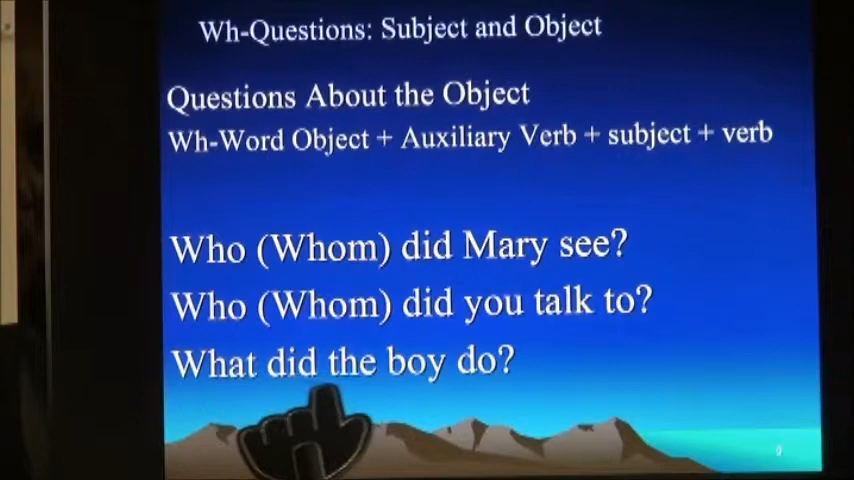 Wh-Questions: Subject and Object
Questions About the Object
Wh-Word Object + Auxiliary Verb + subject + verb
Who (Whom) did Mary see?
Who (Whom) did you talk to?
What did the boy do?
9